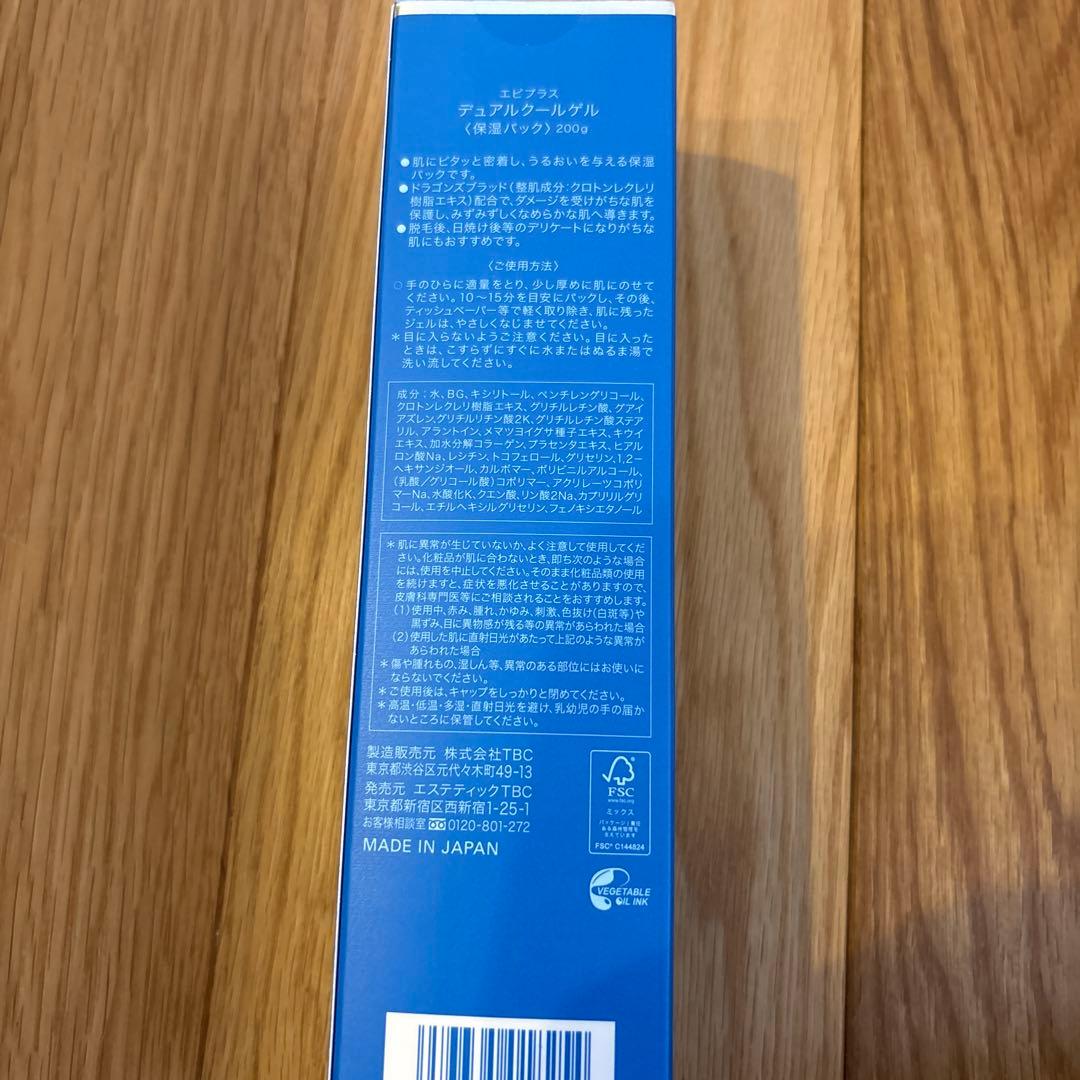 エピプラス
デュアルクールゲル
〈保湿パック〉200g
●肌にピタッと密着し、うるおいを与える保湿
パックです。
●ドラゴンズブラッド(整肌成分:クロトンレクレリ
樹脂エキス)配合で、ダメージを受けがちな肌を
保護し、みずみずしくなめらかな肌へ導きます。
●脱毛後、日焼け後等のデリケートになりがちな
肌にもおすすめです。
〈ご使用方法〉
○手のひらに適量をとり、少し厚めに肌にのせて
ください。10〜15分を目安にパックし、その後、
ティッシュペーパー等で軽く取り除き、肌に残った
ジェルは、やさしくなじませてください。
*目に入らないようご注意ください。目に入った
ときは、こすらずにすぐに水またはぬるま湯で
洗い流してください。
成分:水、BG、キシリトール、ペンチレングリコール、
クロトンレクレリ樹脂エキス、グリチルレチン酸、グアイ
アズレン、グリチルリチン酸2K、グリチルレチン酸ステア
リル、アラントイン、メマツヨイグサ種子エキス、キウイ
エキス、加水分解コラーゲン、プラセンタエキス、ヒアル
ロン酸Na、レシチン、トコフェロール、グリセリン、1,2-
ヘキサンジオール、カルボマー、ポリビニルアルコール、
(乳酸/グリコール酸)コポリマー、アクリレーツコポリ
マーNa、水酸化K、クエン酸、リン酸2Na、カプリリルグリ
コール、エチルヘキシルグリセリン、フェノキシエタノール
*肌に異常が生じていないか、よく注意して使用してくだ
さい。化粧品が肌に合わないとき、即ち次のような場合
には、使用を中止してください。そのまま化粧品類の使用
を続けますと、症状を悪化させることがありますので、
皮膚科専門医等にご相談されることをおすすめします。
(1)使用中、赤み、腫れ、かゆみ、刺激、色抜け(白斑等)や
黒ずみ、目に異物感が残る等の異常があらわれた場合
(2)使用した肌に直射日光があたって上記のような異常が
あらわれた場合
*傷や腫れもの、湿しん等、異常のある部位にはお使いに
ならないでください。
*ご使用後は、キャップをしっかりと閉めてください。
*高温・低温・多湿・直射日光を避け、乳幼児の手の届か
ないところに保管してください。
製造販売元 株式会社TBC
東京都渋谷区元代々木町49-13
発売元 エステティックTBC
東京都新宿区西新宿1-25-1
お客様相談室 0120-801-272
MADE IN JAPAN
FSC
www.fsc.org
ミックス
パッケージ|責任
ある森林管理を
支えています
FSC® C144824
VEGETABLE
OIL INK